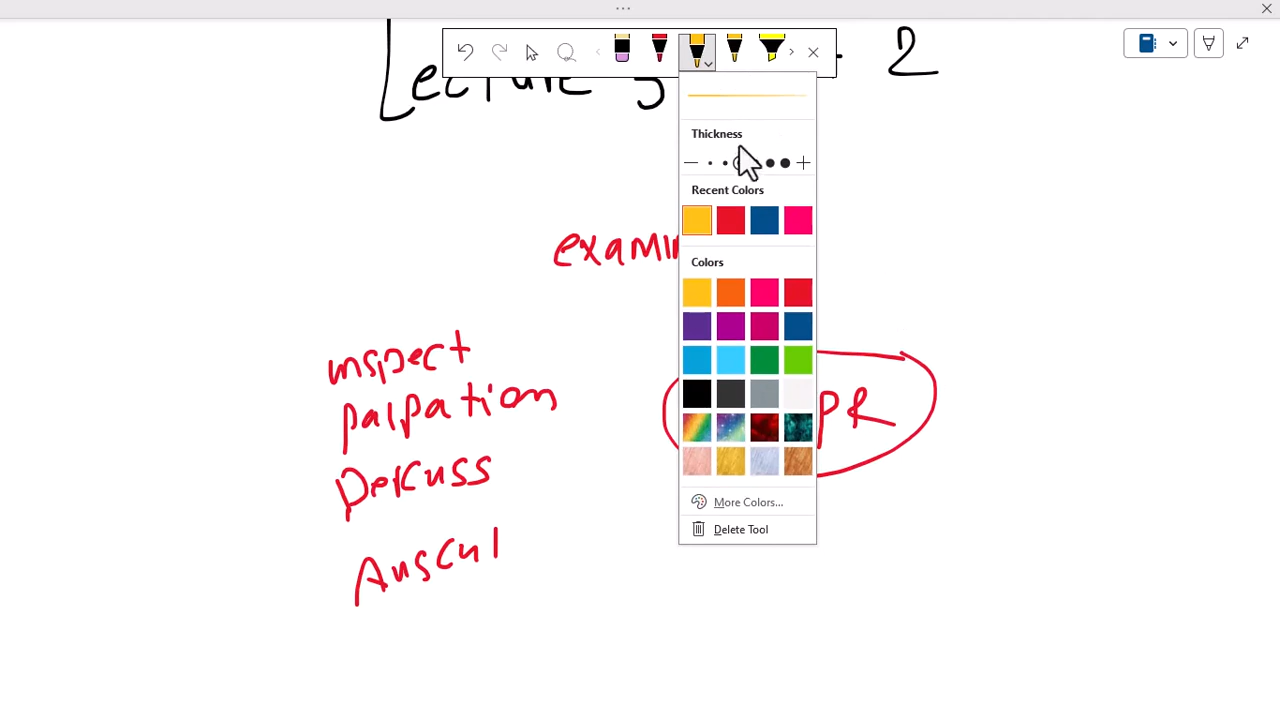 Lecture 2
Thickness
Recent Colors
examin
Colors
inspect
palpation
PR
Percuss
Auscul
More Colors...
Delete Tool